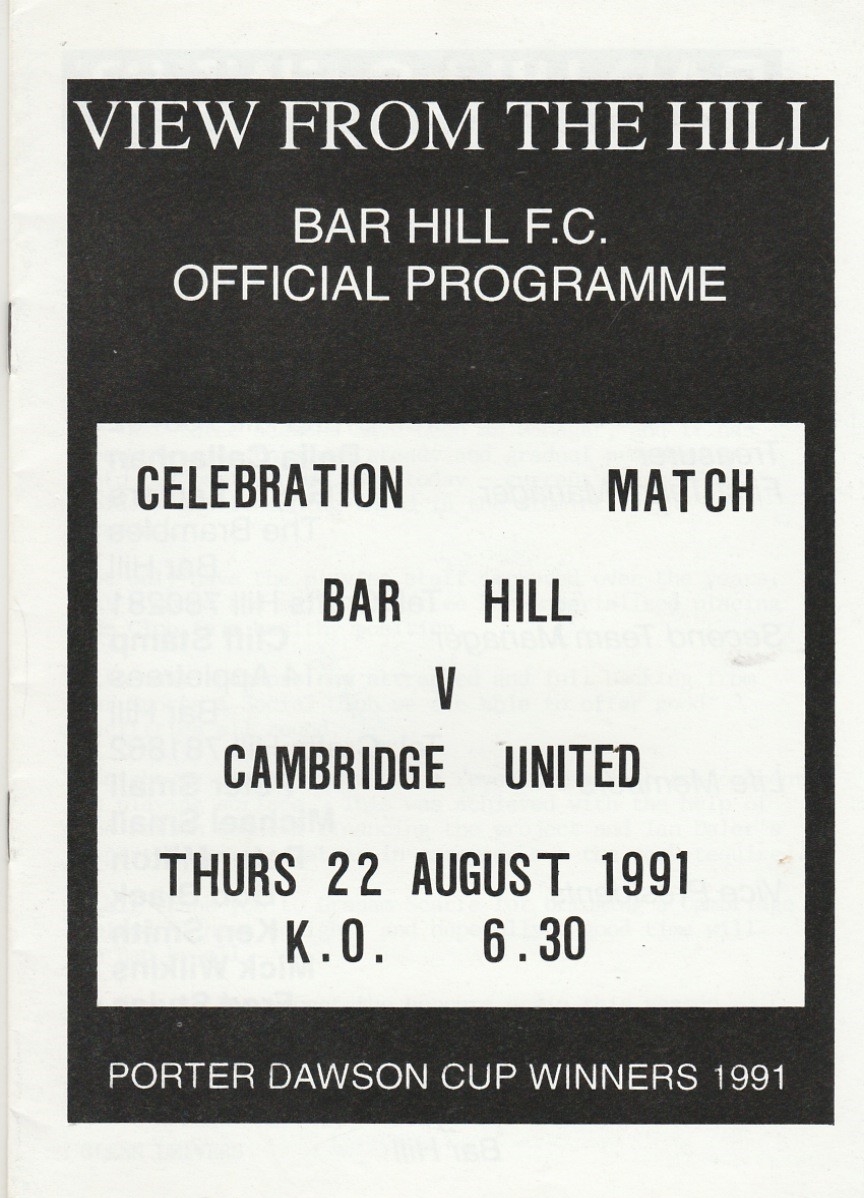 VIEW FROM THE HILL
BAR HILL F.C.
OFFICIAL PROGRAMME
CELEBRATION MATCH
BAR HILL
V
CAMBRIDGE UNITED
THURS 22 AUGUST 1991
K.O. 6.30
PORTER DAWSON CUP WINNERS 1991